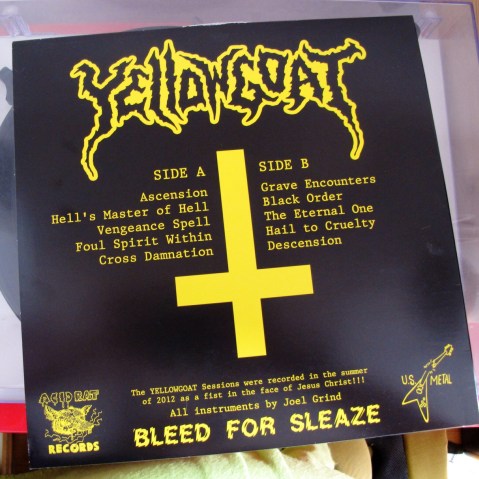 YELLOWGOAT
SIDE A
Ascension
Hell's Master of Hell
Vengeance Spell
Foul Spirit Within
Cross Damnation
SIDE B
Grave Encounters
Black Order
The Eternal One
Hail to Cruelty
Descension
The YELLOWGOAT Sessions were recorded in the summer
of 2012 as a fist in the face of Jesus Christ!!!
All instruments by Joel Grind
BLEED FOR SLEAZE
ACID RAT
RECORDS
U.S. METAL